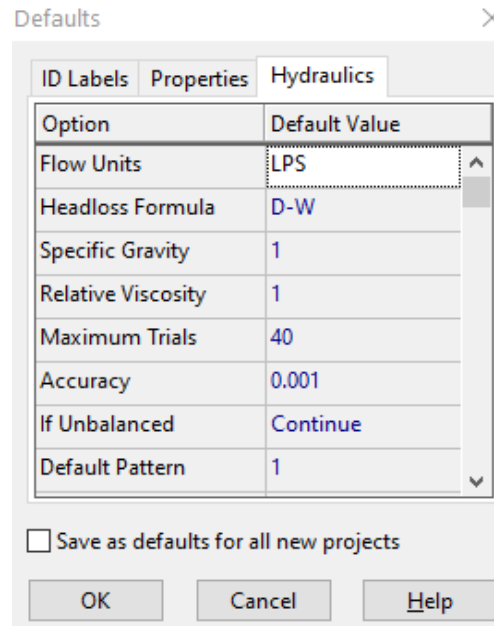 Defaults
ID Labels Properties Hydraulics
Option Default Value
Flow Units LPS
Headloss Formula D-W
Specific Gravity 1
Relative Viscosity 1
Maximum Trials 40
Accuracy 0.001
If Unbalanced Continue
Default Pattern 1
Save as defaults for all new projects
OK Cancel Help